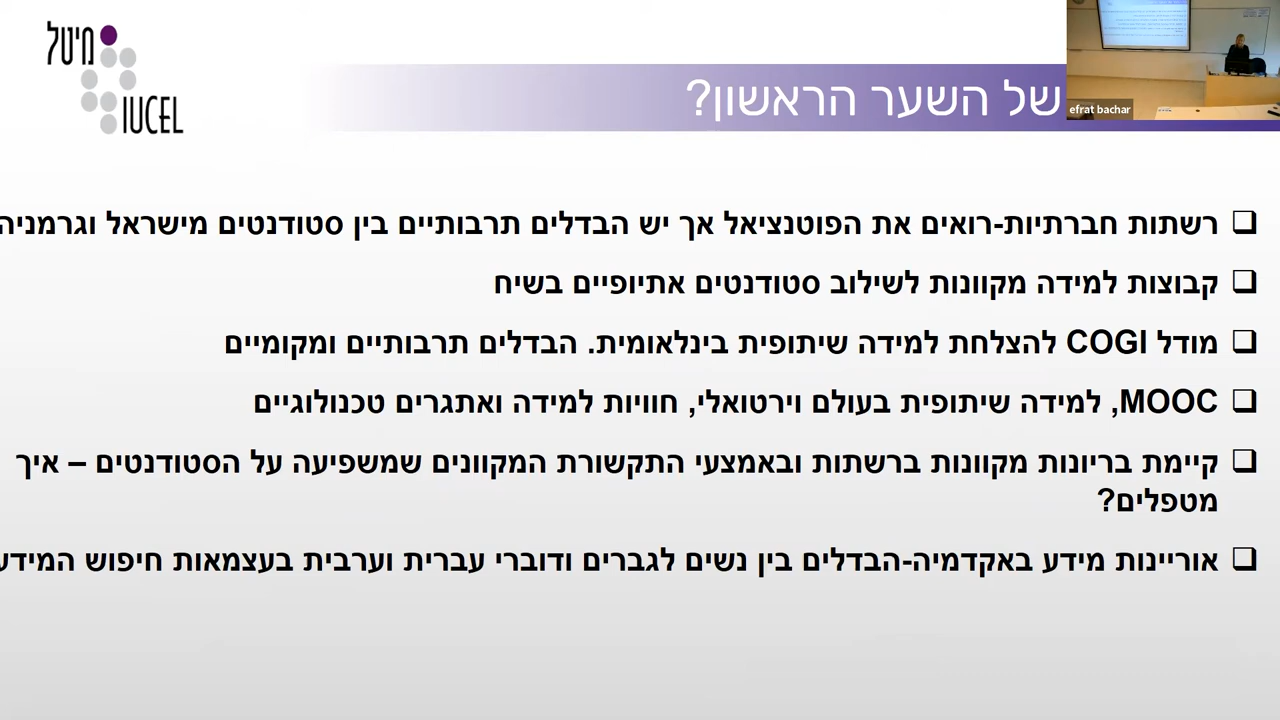 מיטל
IUCEL
של השער הראשון?
efrat bachar
רשתות חברתיות-רואים את הפוטנציאל אך יש הבדלים תרבותיים בין סטודנטים מישראל וגרמניה
קבוצות למידה מקוונות לשילוב סטודנטים אתיופיים בשיח
מודל COGI להצלחת למידה שיתופית בינלאומית. הבדלים תרבותיים ומקומיים
MOOC, למידה שיתופית בעולם וירטואלי, חוויות למידה ואתגרים טכנולוגיים
קיימת בריונות מקוונות ברשתות ובאמצעי התקשורת המקוונים שמשפיעה על הסטודנטים – איך
מטפלים?
אוריינות מידע באקדמיה-הבדלים בין נשים לגברים ודוברי עברית וערבית בעצמאות חיפוש המידע